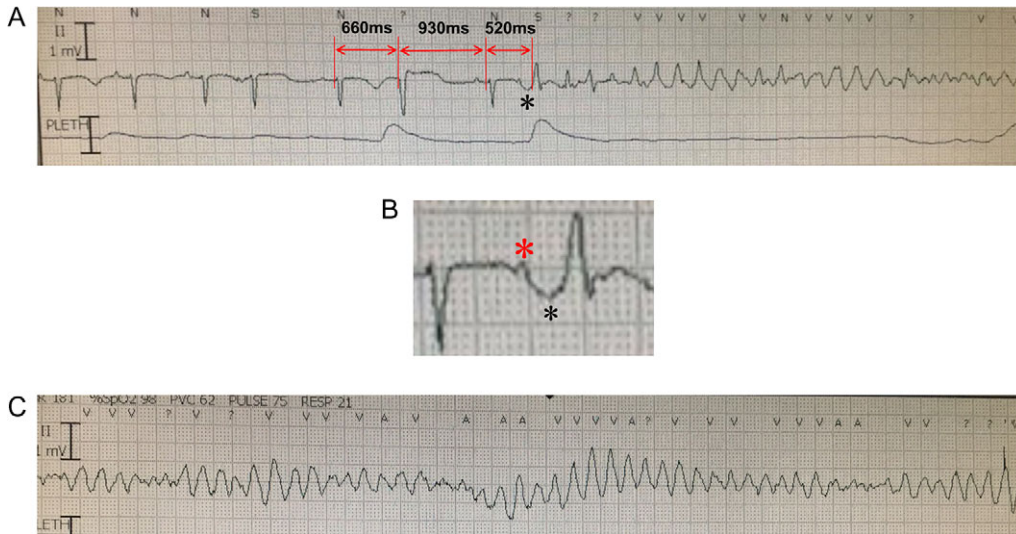 A
N N N S N ? N S ? ? V V V V V V V N V V V V ? V V
II
1 mV
660ms 930ms 520ms
*
PLETH
B
*
*
C
181 %SpO2 98 PVC 62 PULSE 75 RESP 21
V V V ? V ? V V V V A V A A A V V V V A ? V V V V V V A A V V ? ? ' V
II
1 mV
LETH